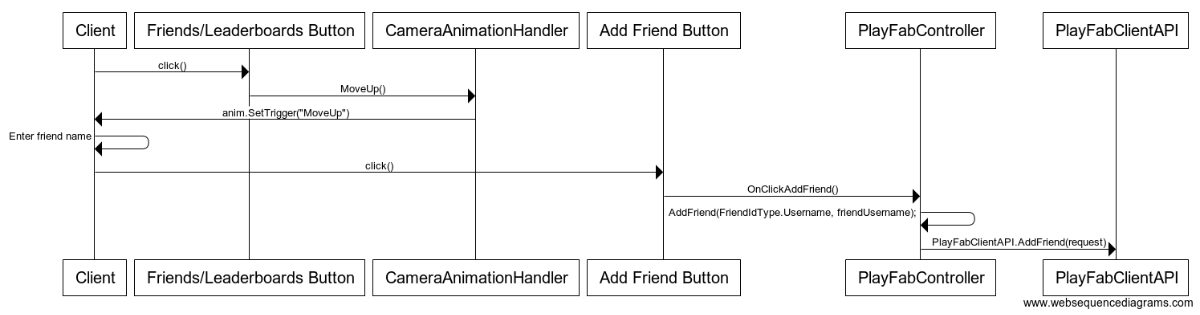 Client Friends/Leaderboards Button CameraAnimationHandler Add Friend Button PlayFabController PlayFabClientAPI
click()
MoveUp()
anim.SetTrigger("MoveUp")
Enter friend name
click()
OnClickAddFriend()
AddFriend(FriendIdType.Username, friendUsername);
PlayFabClientAPI.AddFriend(request)
Client Friends/Leaderboards Button CameraAnimationHandler Add Friend Button PlayFabController PlayFabClientAPI
www.websequencediagrams.com